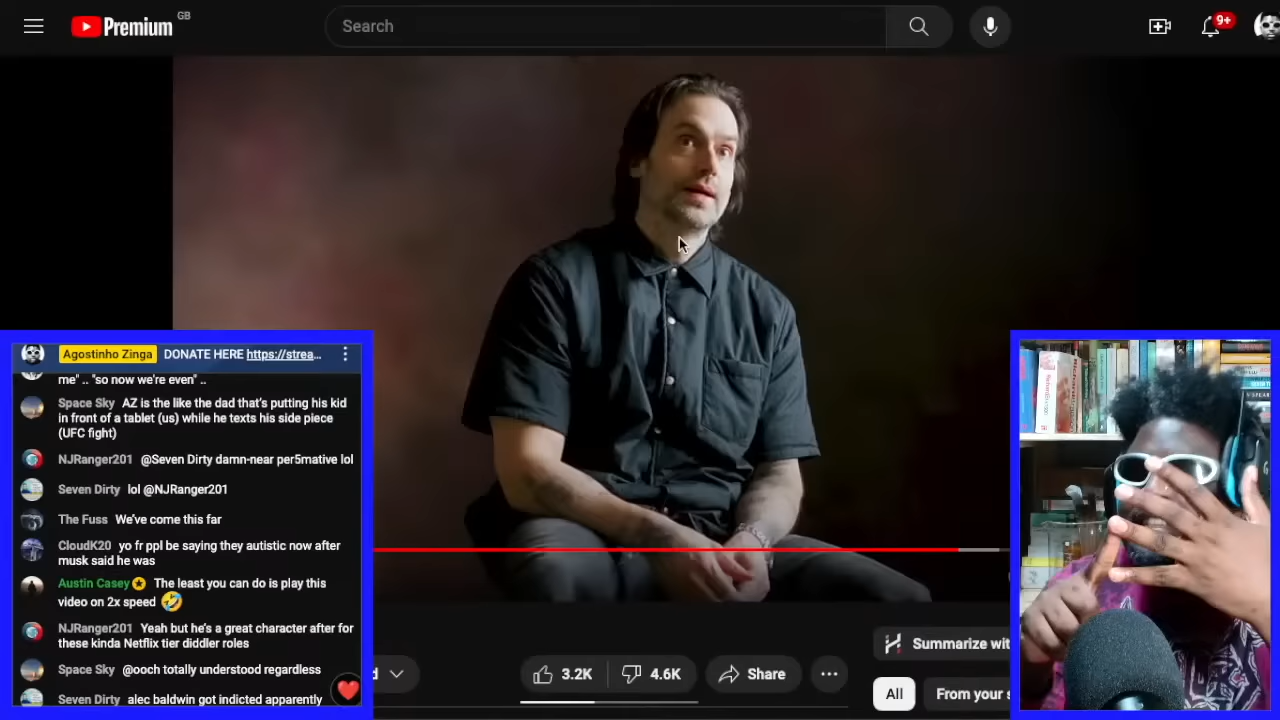 Premium GB
Search
9+
Agostinho Zinga DONATE HERE https://strea...
me" .. "so now we're even" ..
Space Sky AZ is the like the dad that's putting his kid
in front of a tablet (us) while he texts his side piece
(UFC fight)
NJRanger201 @Seven Dirty damn-near per5mative lol
Seven Dirty lol @NJRanger201
The Fuss We've come this far
CloudK20 yo fr ppl be saying they autistic now after
musk said he was
Austin Casey The least you can do is play this
video on 2x speed 🤣
NJRanger201 Yeah but he's a great character after for
these kinda Netflix tier diddler roles
Space Sky @ooch totally understood regardless
Seven Dirty alec baldwin got indicted apparently
d
3.2K
4.6K
Share
...
Summarize wit
All
From your s